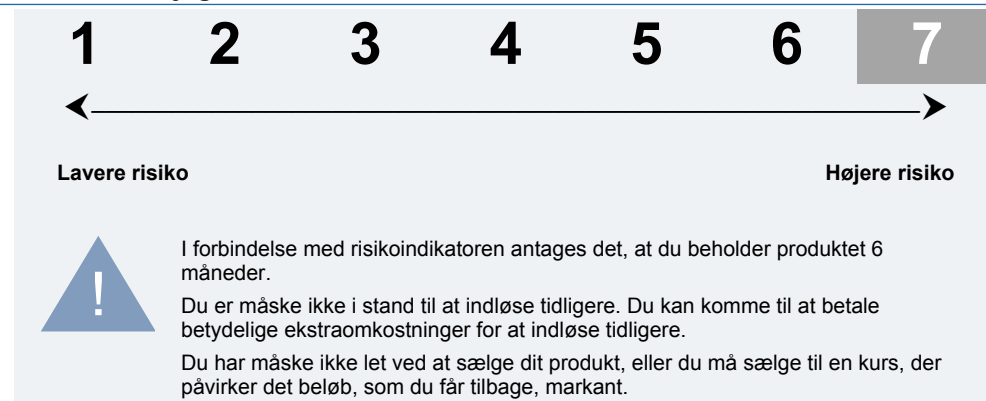 1 2 3 4 5 6 7
Lavere risiko Højere risiko
!
I forbindelse med risikoindikatoren antages det, at du beholder produktet 6
måneder.
Du er måske ikke i stand til at indløse tidligere. Du kan komme til at betale
betydelige ekstraomkostninger for at indløse tidligere.
Du har måske ikke let ved at sælge dit produkt, eller du må sælge til en kurs, der
påvirker det beløb, som du får tilbage, markant.